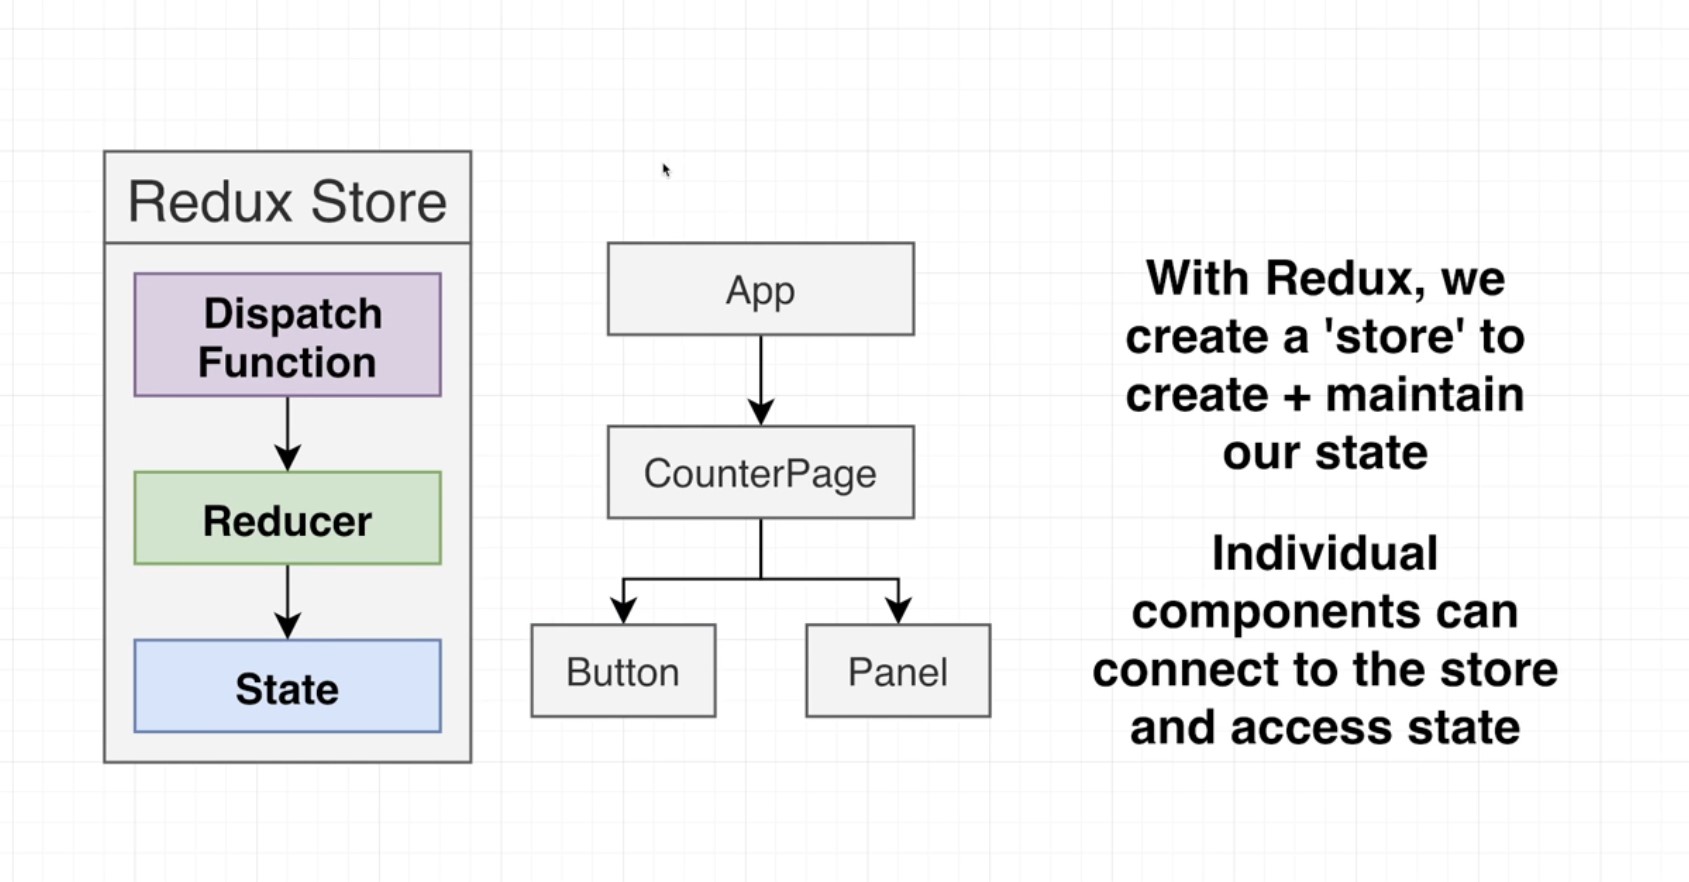 Redux Store
Dispatch
Function
Reducer
State
App
CounterPage
Button
Panel
With Redux, we
create a 'store' to
create + maintain
our state
Individual
components can
connect to the store
and access state